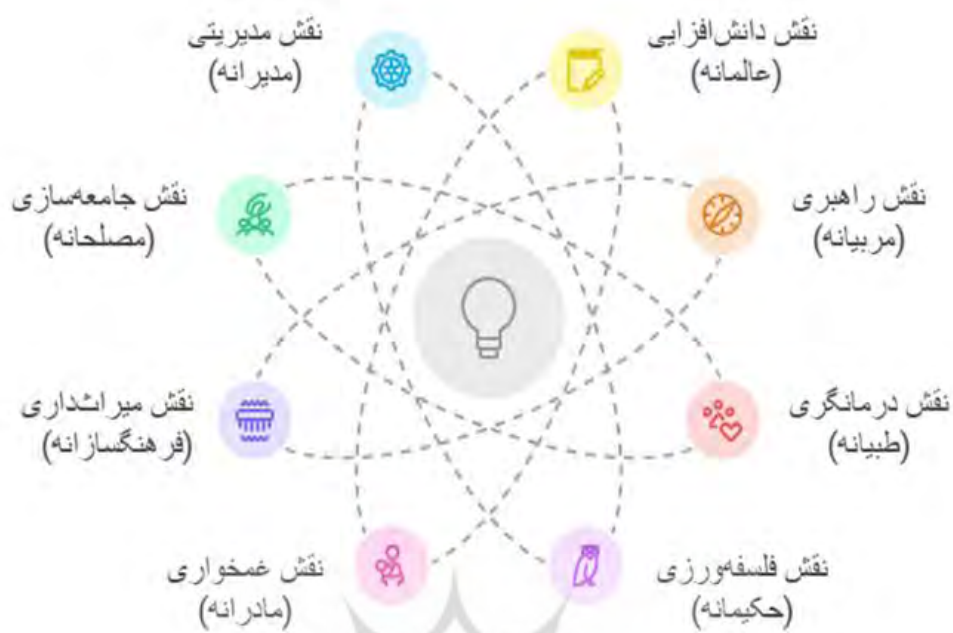 نقش دانش‌افزایی
(عالمانه)
نقش مدیریتی
(مدیرانه)
نقش راهبری
(مربیانه)
نقش جامعه‌سازی
(مصلحانه)
نقش درمانگری
(طبیانه)
نقش میراث‌داری
(فرهنگسازانه)
نقش فلسفه‌ورزی
(حکیمانه)
نقش غمخواری
(مادرانه)